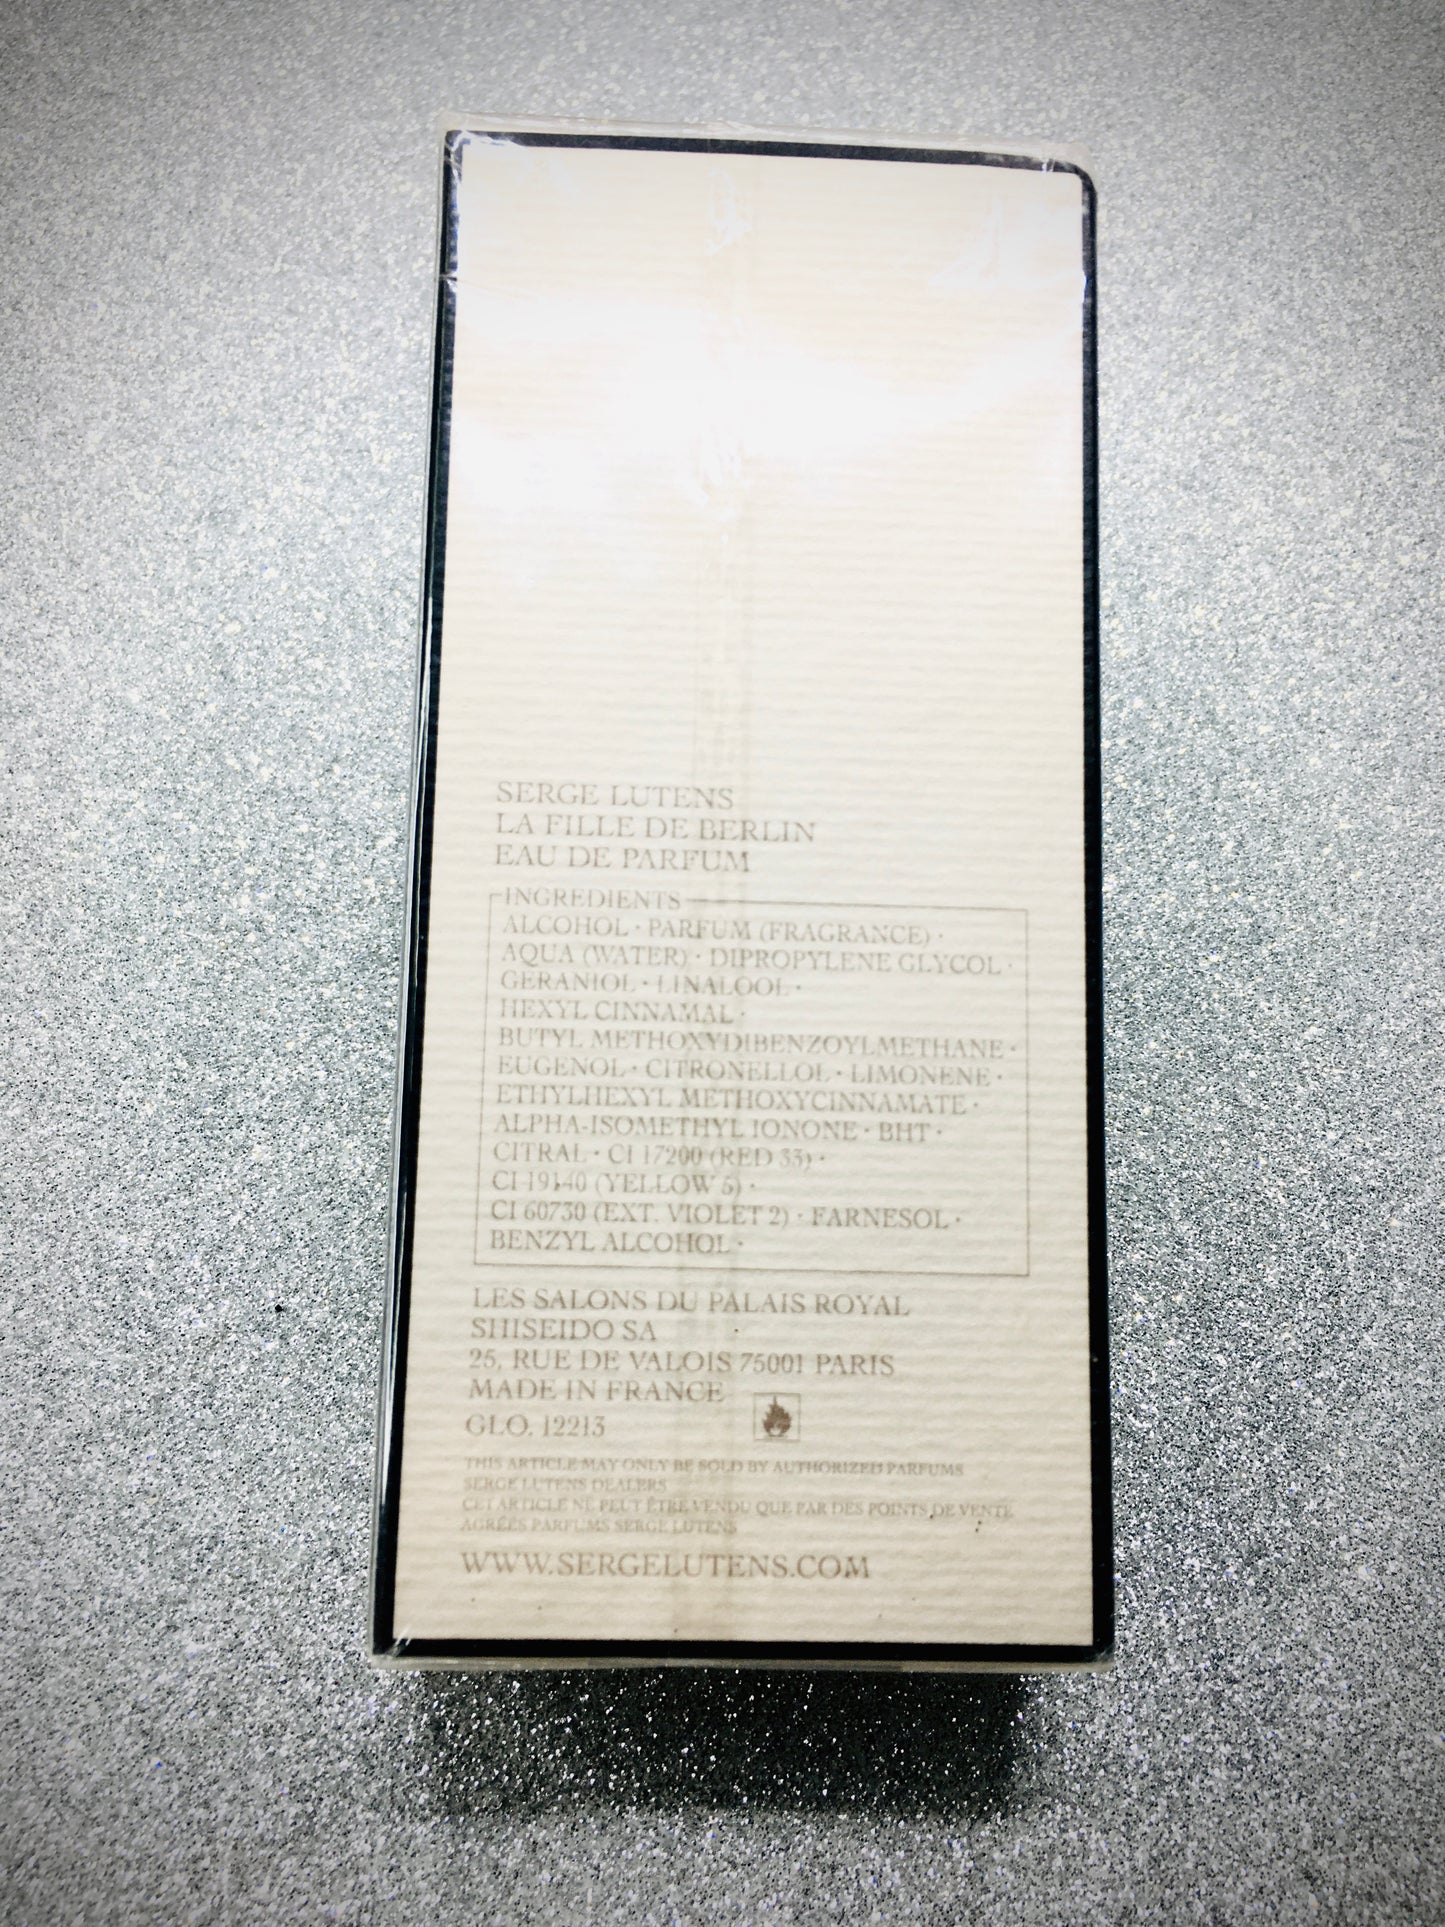 SERGE LUTENS
LA FILLE DE BERLIN
EAU DE PARFUM
INGREDIENTS
ALCOHOL · PARFUM (FRAGRANCE) ·
AQUA (WATER) · DIPROPYLENE GLYCOL ·
GERANIOL · LINALOOL ·
HEXYL CINNAMAL ·
BUTYL METHOXYDIBENZOYLMETHANE ·
EUGENOL · CITRONELLOL · LIMONENE ·
ETHYLHEXYL METHOXYCINNAMATE ·
ALPHA-ISOMETHYL IONONE · BHT ·
CITRAL · CI 17200 (RED 33) ·
CI 19140 (YELLOW 5) ·
CI 60730 (EXT. VIOLET 2) · FARNESOL ·
BENZYL ALCOHOL ·
LES SALONS DU PALAIS ROYAL
SHISEIDO SA
25, RUE DE VALOIS 75001 PARIS
MADE IN FRANCE
GLO. 12213
THIS ARTICLE MAY ONLY BE SOLD BY AUTHORIZED PARFUMS
SERGE LUTENS DEALERS
CET ARTICLE NE PEUT ÊTRE VENDU QUE PAR DES POINTS DE VENTE
AGRÉÉS PARFUMS SERGE LUTENS
WWW.SERGELUTENS.COM